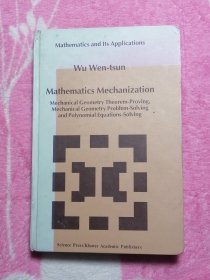 Mathematics and Its Applications
Wu Wen-tsun
Mathematics Mechanization
Mechanical Geometry Theorem-Proving,
Mechanical Geometry Problem-Solving
and Polynomial Equations-Solving
Science Press/Kluwer Academic Publishers